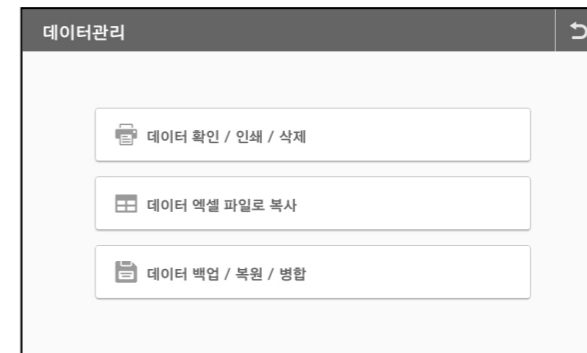 데이터관리
데이터 확인 / 인쇄 / 삭제
데이터 엑셀 파일로 복사
데이터 백업 / 복원 / 병합